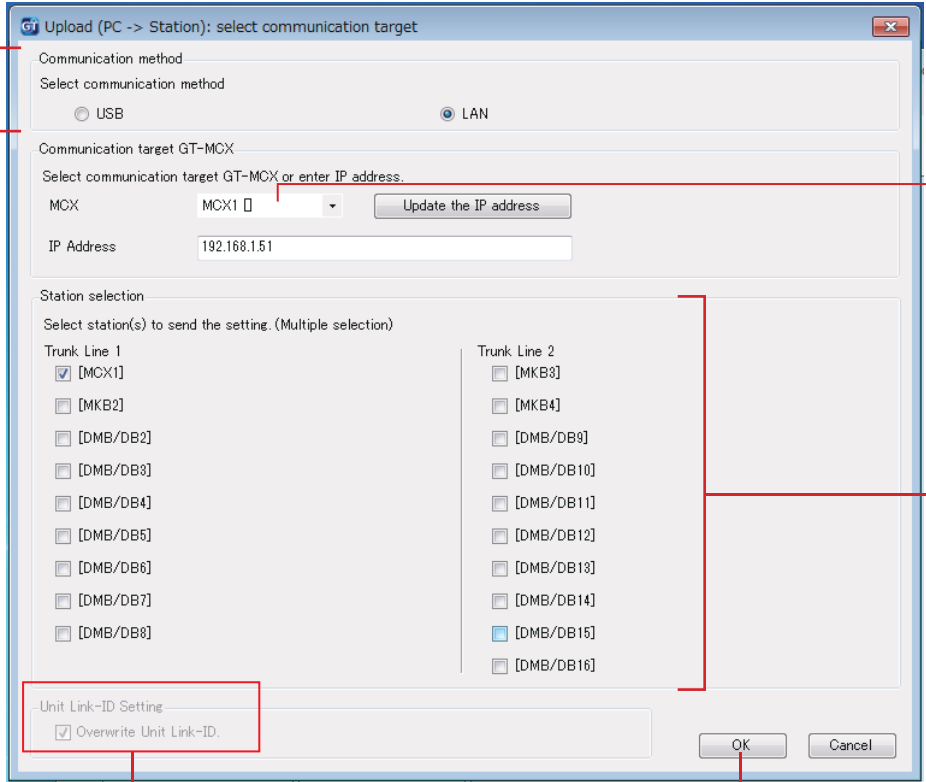 GT Upload (PC -> Station): select communication target
Communication method
Select communication method
USB LAN
Communication target GT-MCX
Select communication target GT-MCX or enter IP address.
MCX MCX1 [] Update the IP address
IP Address 192.168.1.51
Station selection
Select station(s) to send the setting. (Multiple selection)
Trunk Line 1 Trunk Line 2
[MCX1] [MKB3]
[MKB2] [MKB4]
[DMB/DB2] [DMB/DB9]
[DMB/DB3] [DMB/DB10]
[DMB/DB4] [DMB/DB11]
[DMB/DB5] [DMB/DB12]
[DMB/DB6] [DMB/DB13]
[DMB/DB7] [DMB/DB14]
[DMB/DB8] [DMB/DB15]
[DMB/DB16]
Unit Link-ID Setting
Overwrite Unit Link-ID.
OK Cancel